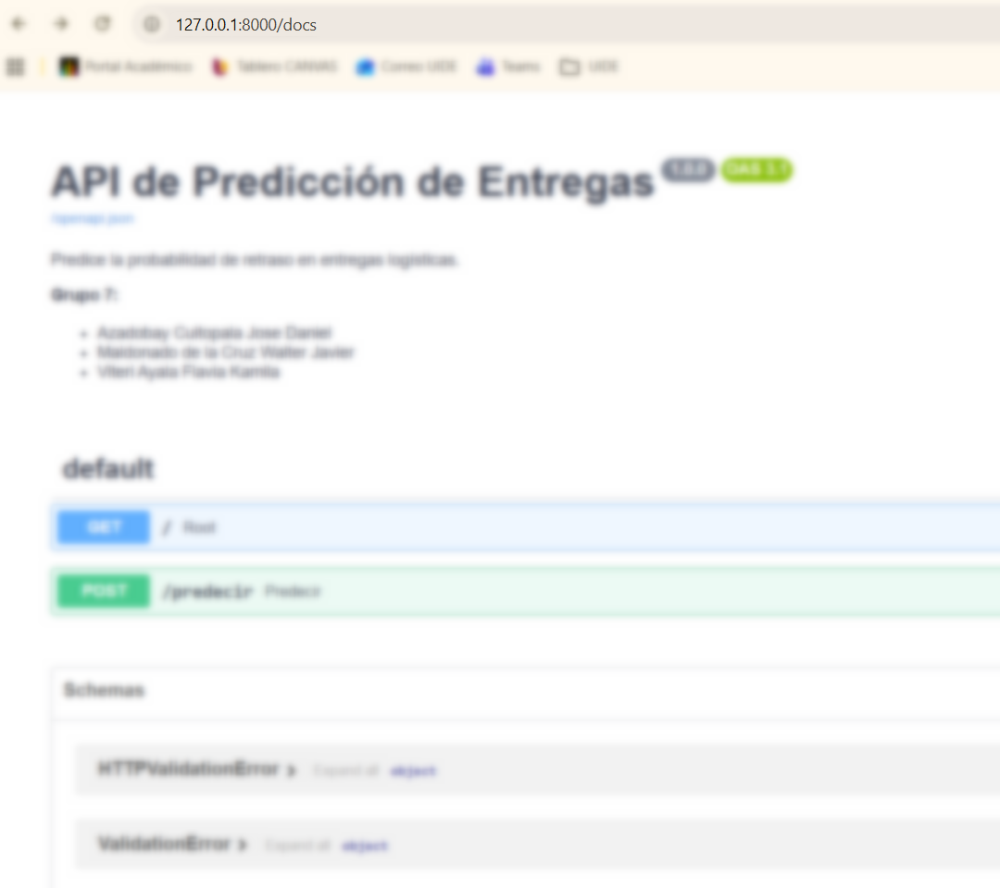 127.0.0.1:8000/docs
Portal Académico Tablero CANVAS Correo UIDE Teams UIDE
API de Predicción de Entregas 1.0.0 OAS 3.1
/openapi.json
Predice la probabilidad de retraso en entregas logísticas.
Grupo 7:
Jose Daniel
Maldonado de la Cruz Walter Javier
Viteri Ayala Flavia Kamila
default
GET / Root
POST /predecir Predecir
Schemas
HTTPValidationError Expand all object
ValidationError Expand all object